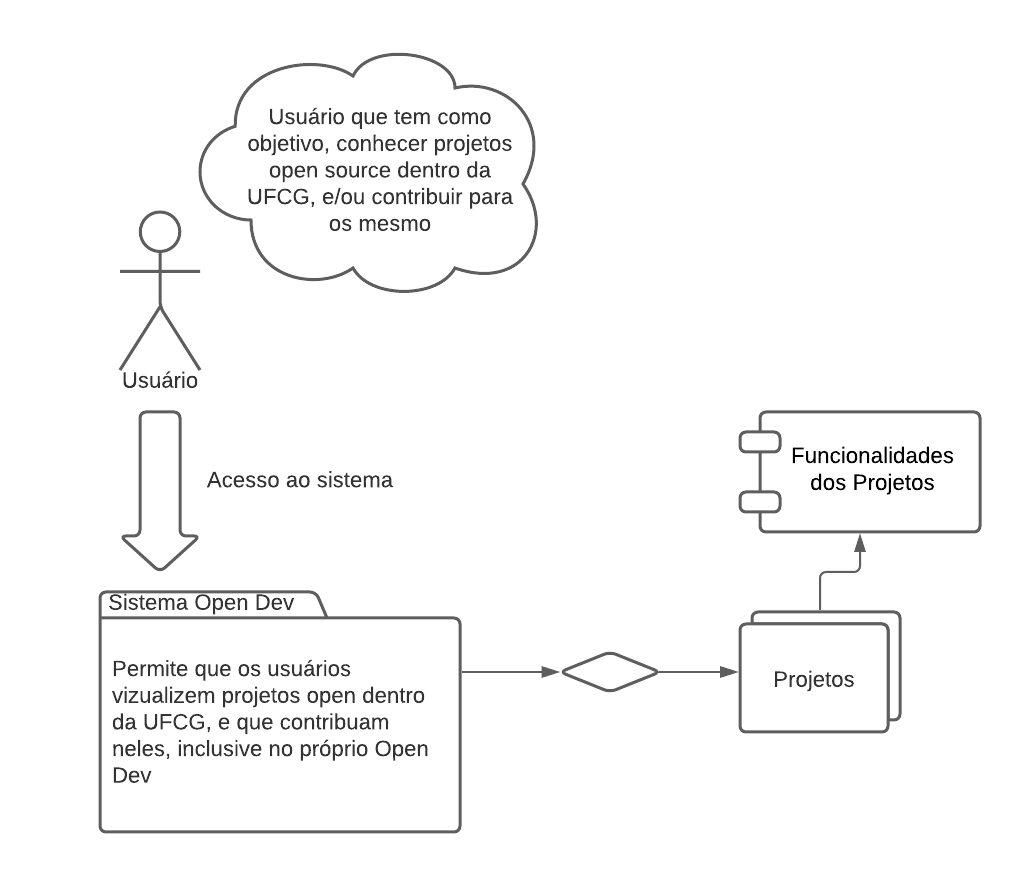 Usuário que tem como
objetivo, conhecer projetos
open source dentro da
UFCG, e/ou contribuir para
os mesmo
Usuário
Acesso ao sistema
Funcionalidades
dos Projetos
Sistema Open Dev
Permite que os usuários
vizualizem projetos open dentro
da UFCG, e que contribuam
neles, inclusive no próprio Open
Dev
Projetos